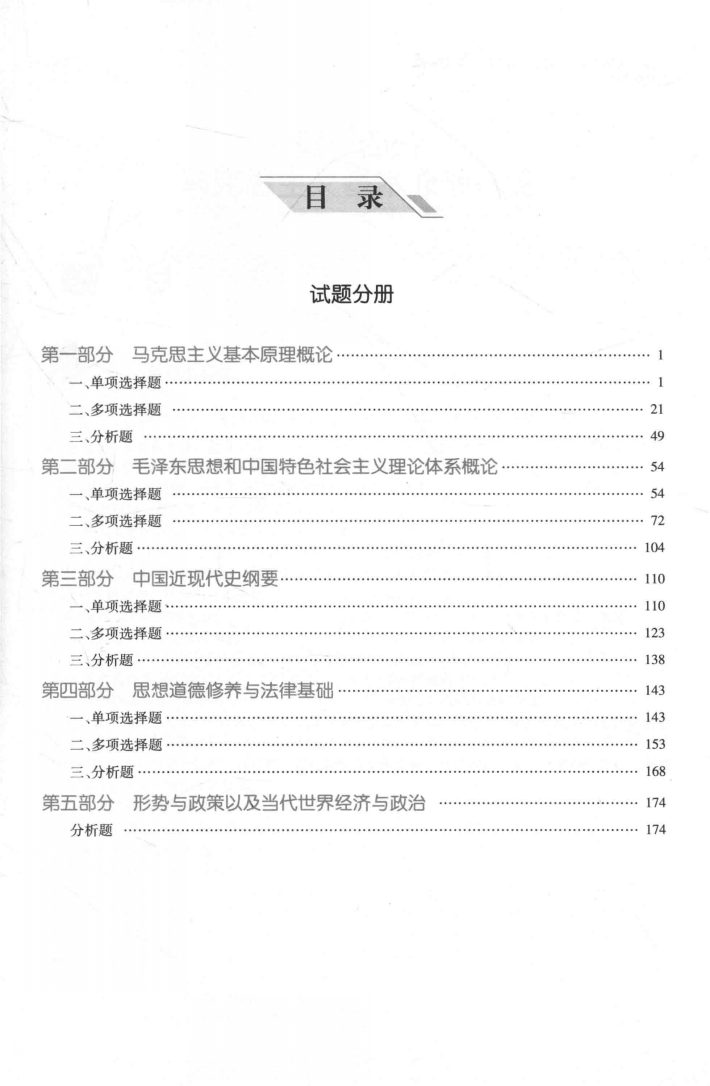 目 录
试题分册
第一部分 马克思主义基本原理概论 ………… 1
一、单项选择题 ………… 1
二、多项选择题 ………… 21
三、分析题 ………… 49
第二部分 毛泽东思想和中国特色社会主义理论体系概论 ………… 54
一、单项选择题 ………… 54
二、多项选择题 ………… 72
三、分析题 ………… 104
第三部分 中国近现代史纲要 ………… 110
一、单项选择题 ………… 110
二、多项选择题 ………… 123
三、分析题 ………… 138
第四部分 思想道德修养与法律基础 ………… 143
一、单项选择题 ………… 143
二、多项选择题 ………… 153
三、分析题 ………… 168
第五部分 形势与政策以及当代世界经济与政治 ………… 174
分析题 ………… 174